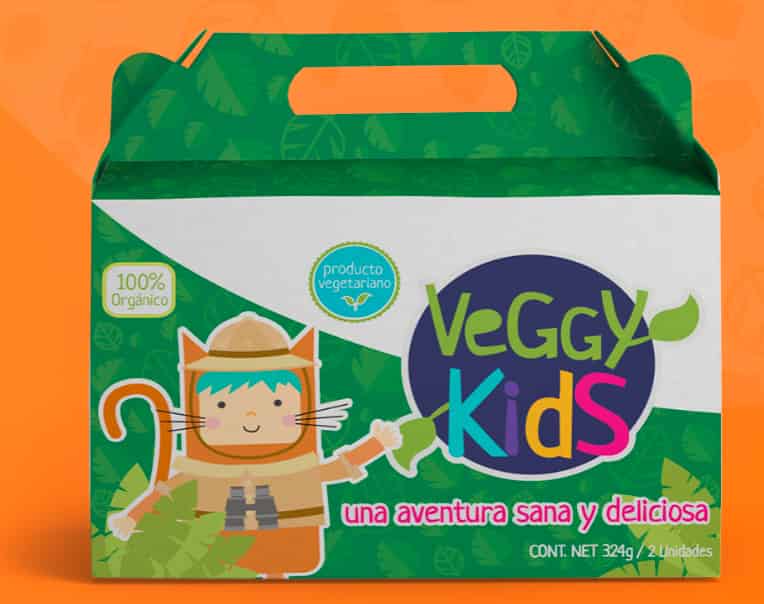 100%
Orgánico
producto
vegetariano
VeGGY
KidS
una aventura sana y deliciosa
CONT. NET 324g / 2 Unidades